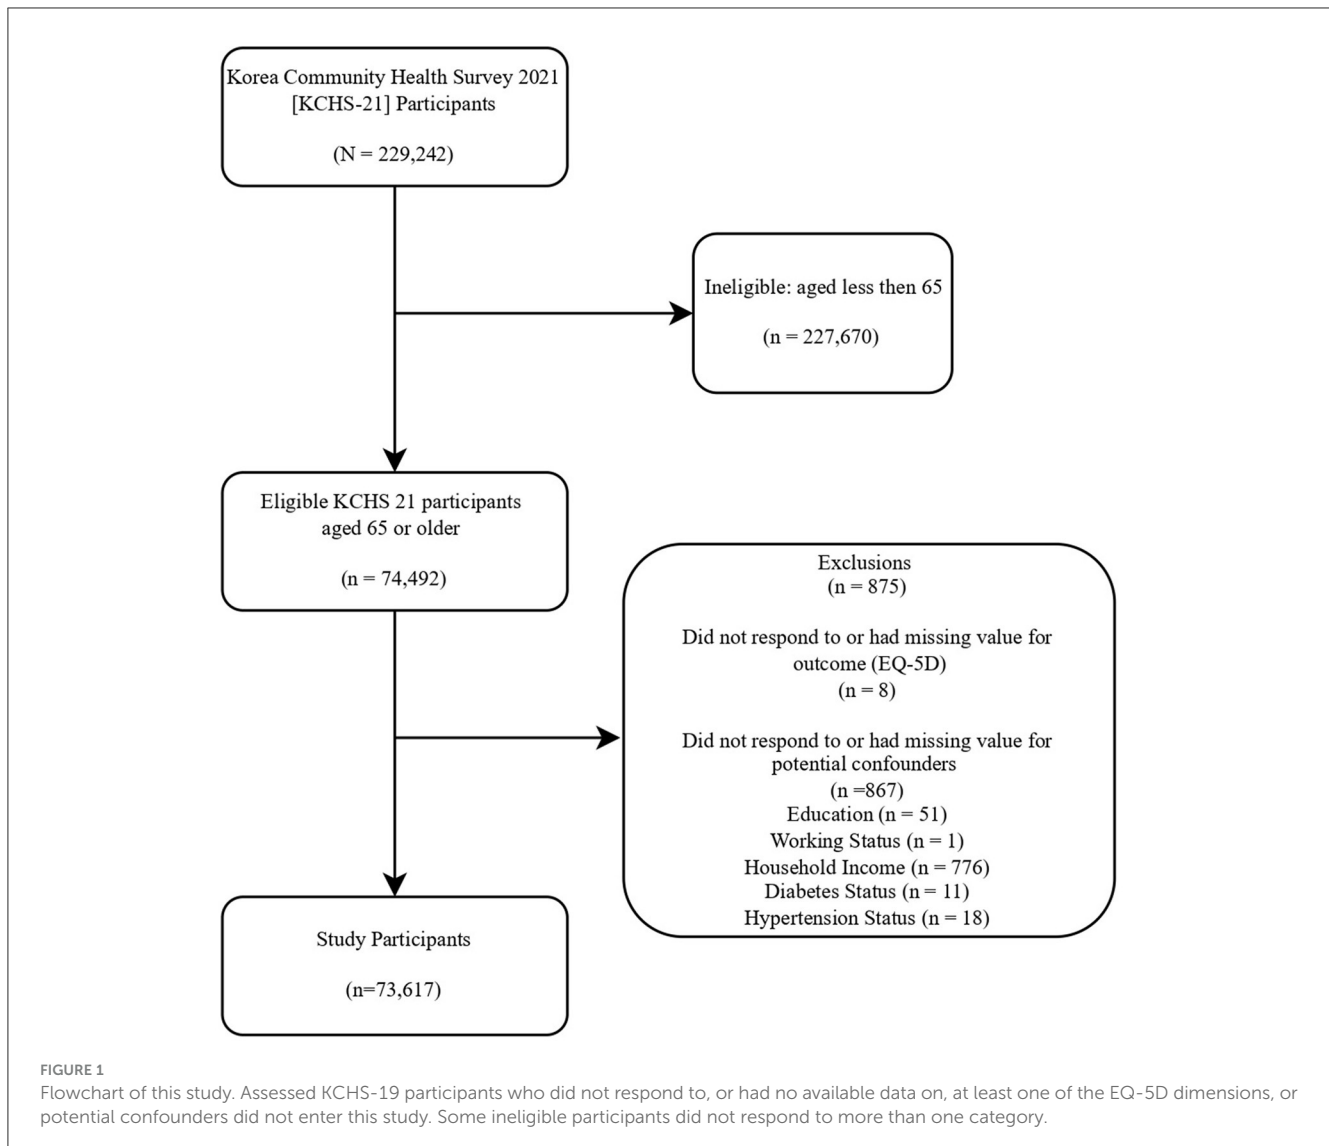 Korea Community Health Survey 2021
[KCHS-21] Participants
(N = 229,242)
Ineligible: aged less then 65
(n = 227,670)
Eligible KCHS 21 participants
aged 65 or older
(n = 74,492)
Exclusions
(n = 875)
Did not respond to or had missing value for
outcome (EQ-5D)
(n = 8)
Did not respond to or had missing value for
potential confounders
(n =867)
Education (n = 51)
Working Status (n = 1)
Household Income (n = 776)
Diabetes Status (n = 11)
Hypertension Status (n = 18)
Study Participants
(n=73,617)
FIGURE 1
Flowchart of this study. Assessed KCHS-19 participants who did not respond to, or had no available data on, at least one of the EQ-5D dimensions, or
potential confounders did not enter this study. Some ineligible participants did not respond to more than one category.